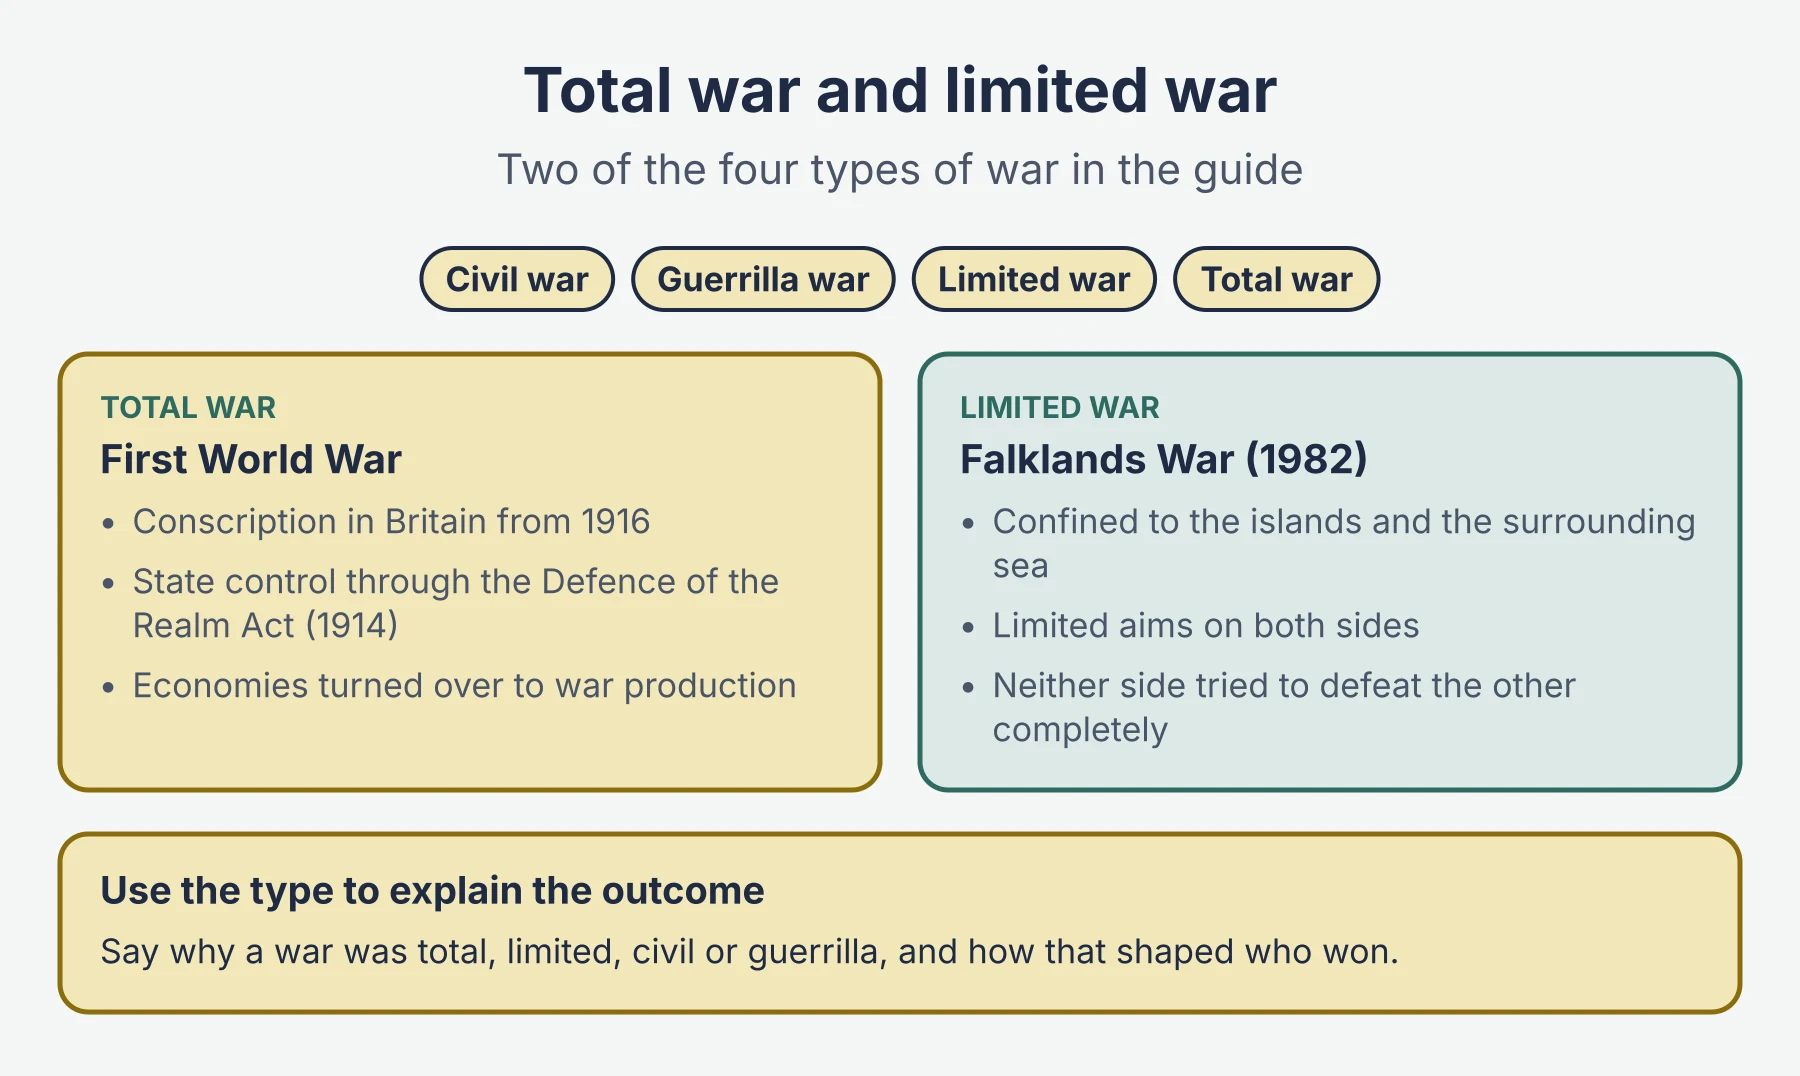 Total war and limited war
Two of the four types of war in the guide
Civil war
Guerrilla war
Limited war
Total war
TOTAL WAR
First World War
• Conscription in Britain from 1916
• State control through the Defence of the
Realm Act (1914)
• Economies turned over to war production
LIMITED WAR
Falklands War (1982)
• Confined to the islands and the surrounding
sea
• Limited aims on both sides
• Neither side tried to defeat the other
completely
Use the type to explain the outcome
Say why a war was total, limited, civil or guerrilla, and how that shaped who won.